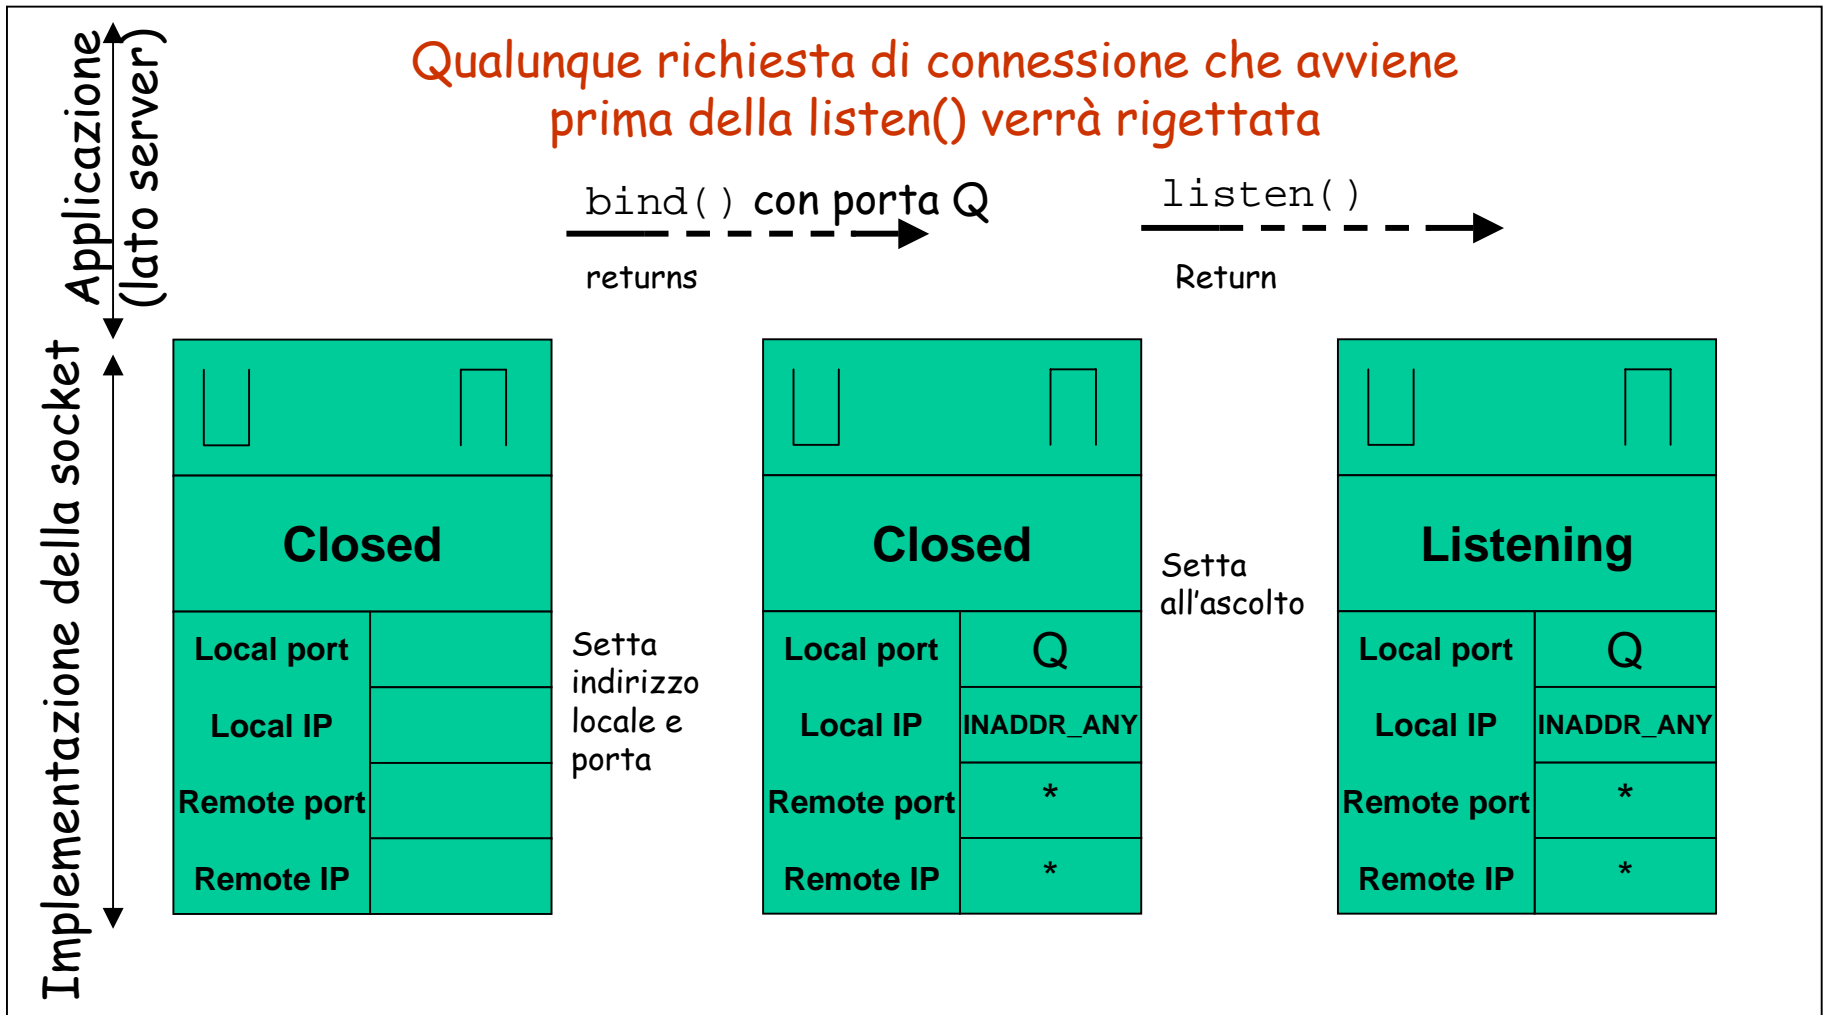 Qualunque richiesta di connessione che avviene
prima della listen() verrà rigettata
Applicazione
(lato server)
bind() con porta Q
returns
listen()
Return
Implementazione della socket
Closed
Local port
Local IP
Remote port
Remote IP
Setta
indirizzo
locale e
porta
Closed
Local port Q
Local IP INADDR_ANY
Remote port *
Remote IP *
Setta
all'ascolto
Listening
Local port Q
Local IP INADDR_ANY
Remote port *
Remote IP *